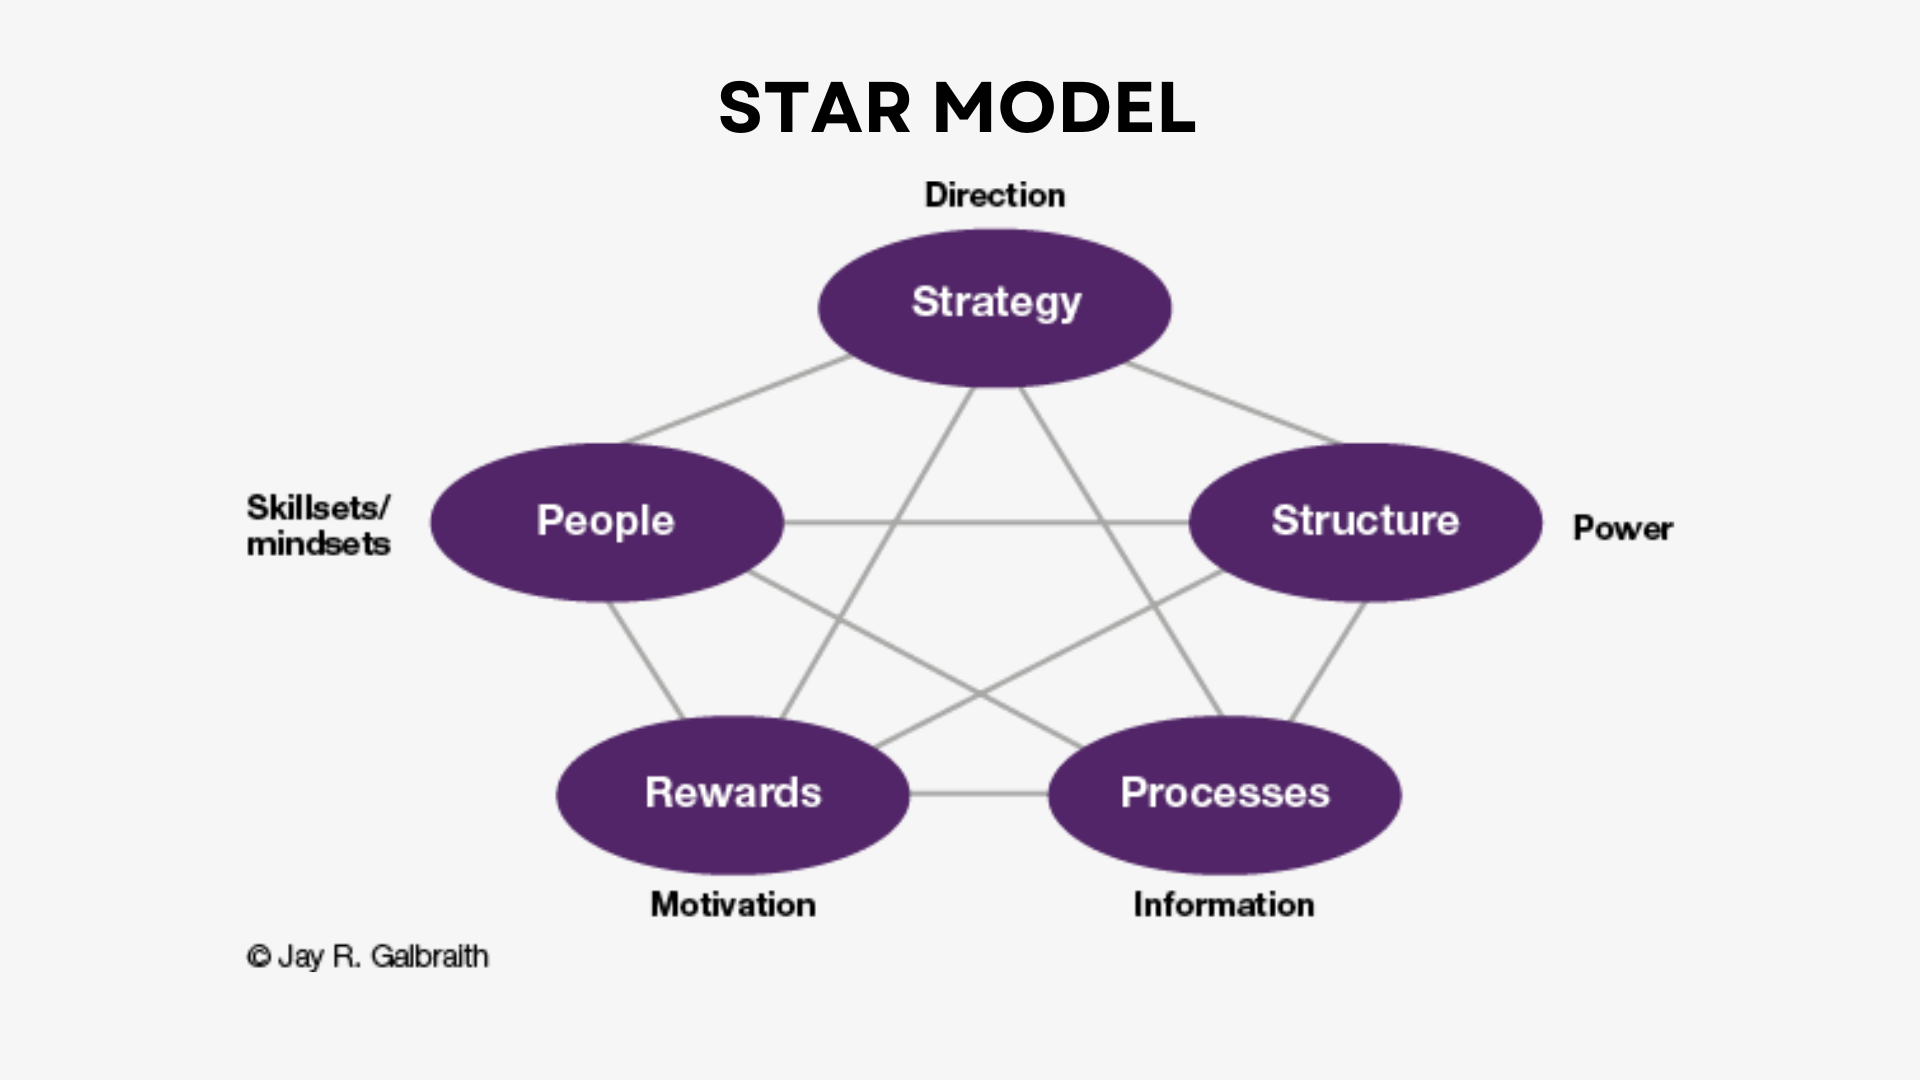 STAR MODEL
Direction
Strategy
Skillsets/
mindsets
People
Structure
Power
Rewards
Processes
Motivation
Information
© Jay R. Galbraith